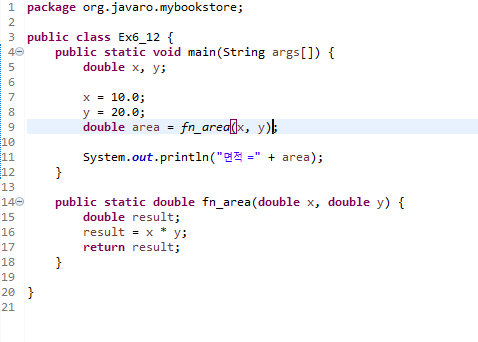 1 package org.javaro.mybookstore;
2
3 public class Ex6_12 {
4 public static void main(String args[]) {
5 double x, y;
6
7 x = 10.0;
8 y = 20.0;
9 double area = fn_area(x, y);
10
11 System.out.println("면적 =" + area);
12 }
13
14 public static double fn_area(double x, double y) {
15 double result;
16 result = x * y;
17 return result;
18 }
19
20 }
21